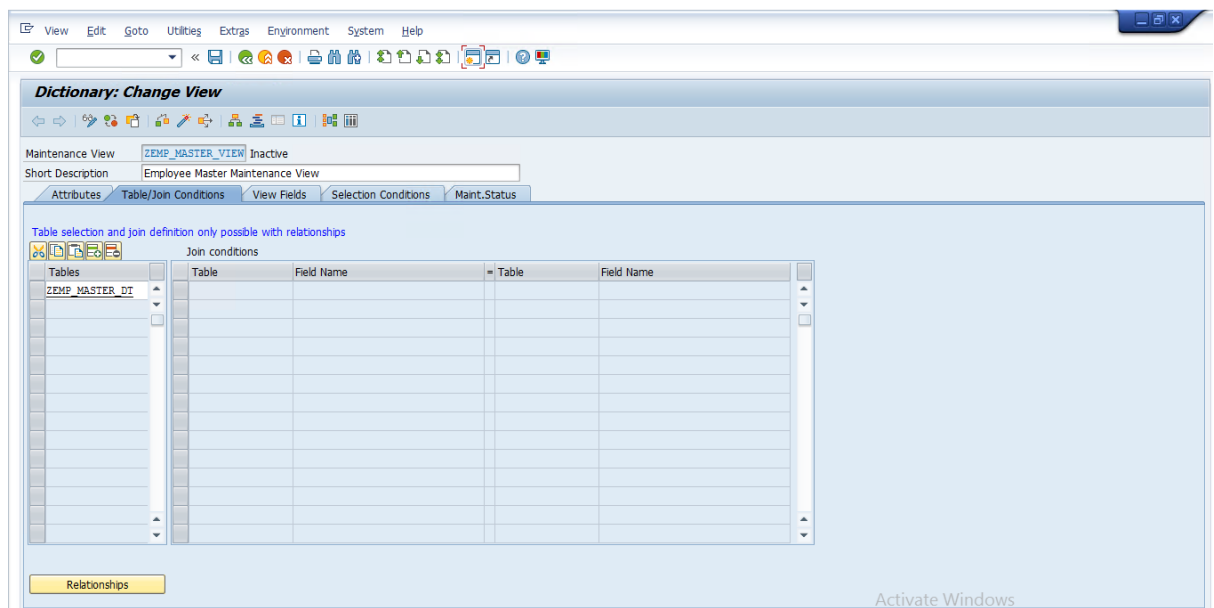 View Edit Goto Utilities Extras Environment System Help
Dictionary: Change View
Maintenance View ZEMP_MASTER_VIEW Inactive
Short Description Employee Master Maintenance View
Attributes Table/Join Conditions View Fields Selection Conditions Maint.Status
Table selection and join definition only possible with relationships
Join conditions
Tables Table Field Name = Table Field Name
ZEMP_MASTER_DT
Relationships
Activate Windows